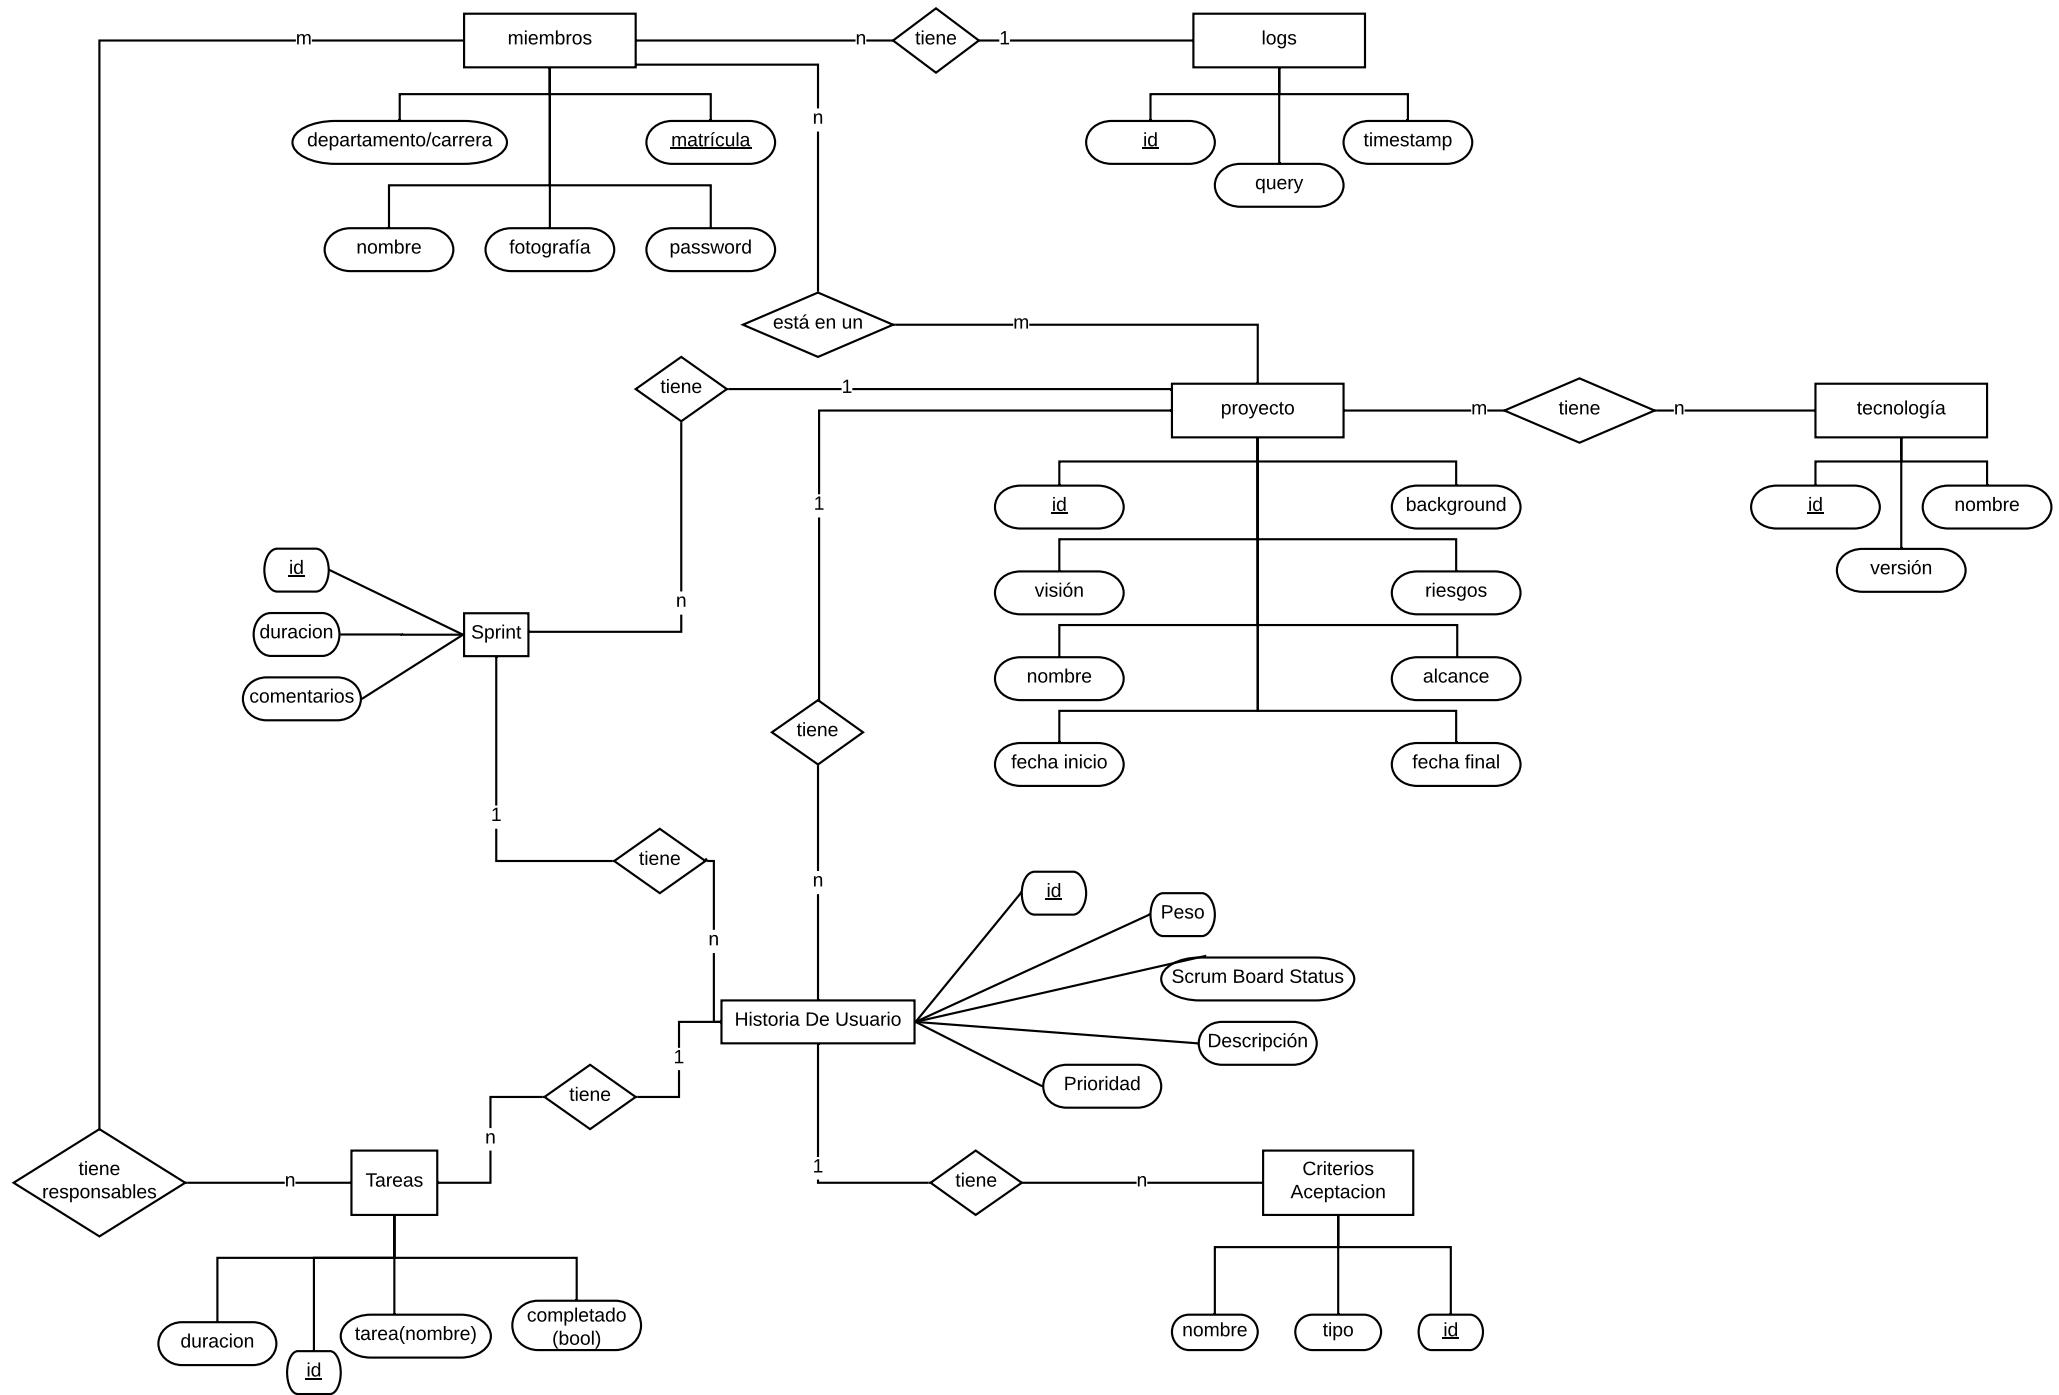 m
miembros
n
tiene
1
logs
n
departamento/carrera
matrícula
id
timestamp
query
nombre
fotografía
password
está en un
m
tiene
1
proyecto
m
tiene
n
tecnología
1
id
background
id
nombre
versión
id
visión
riesgos
n
duracion
Sprint
comentarios
nombre
alcance
tiene
fecha inicio
fecha final
1
tiene
n
n
id
Peso
Scrum Board Status
Historia De Usuario
Descripción
1
Prioridad
tiene
n
tiene
responsables
n
Tareas
1
tiene
n
Criterios
Aceptacion
duracion
id
tarea(nombre)
completado
(bool)
nombre
tipo
id